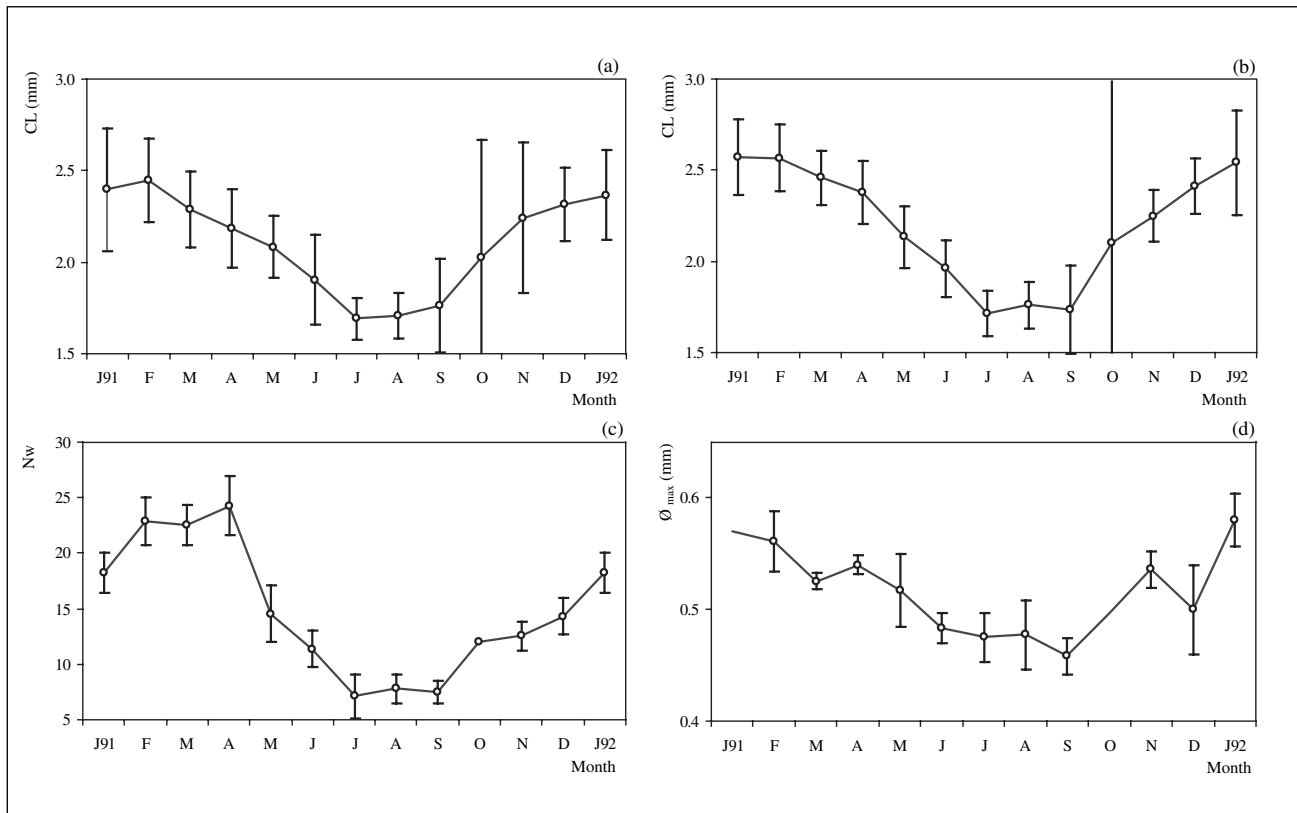 (a)
CL (mm)
3.0
2.5
2.0
1.5
J91 F M A M J J A S O N D J92
Month
(b)
CL (mm)
3.0
2.5
2.0
1.5
J91 F M A M J J A S O N D J92
Month
(c)
Nw
30
25
20
15
10
5
J91 F M A M J J A S O N D J92
Month
(d)
Ø max (mm)
0.6
0.5
0.4
J91 F M A M J J A S O N D J92
Month